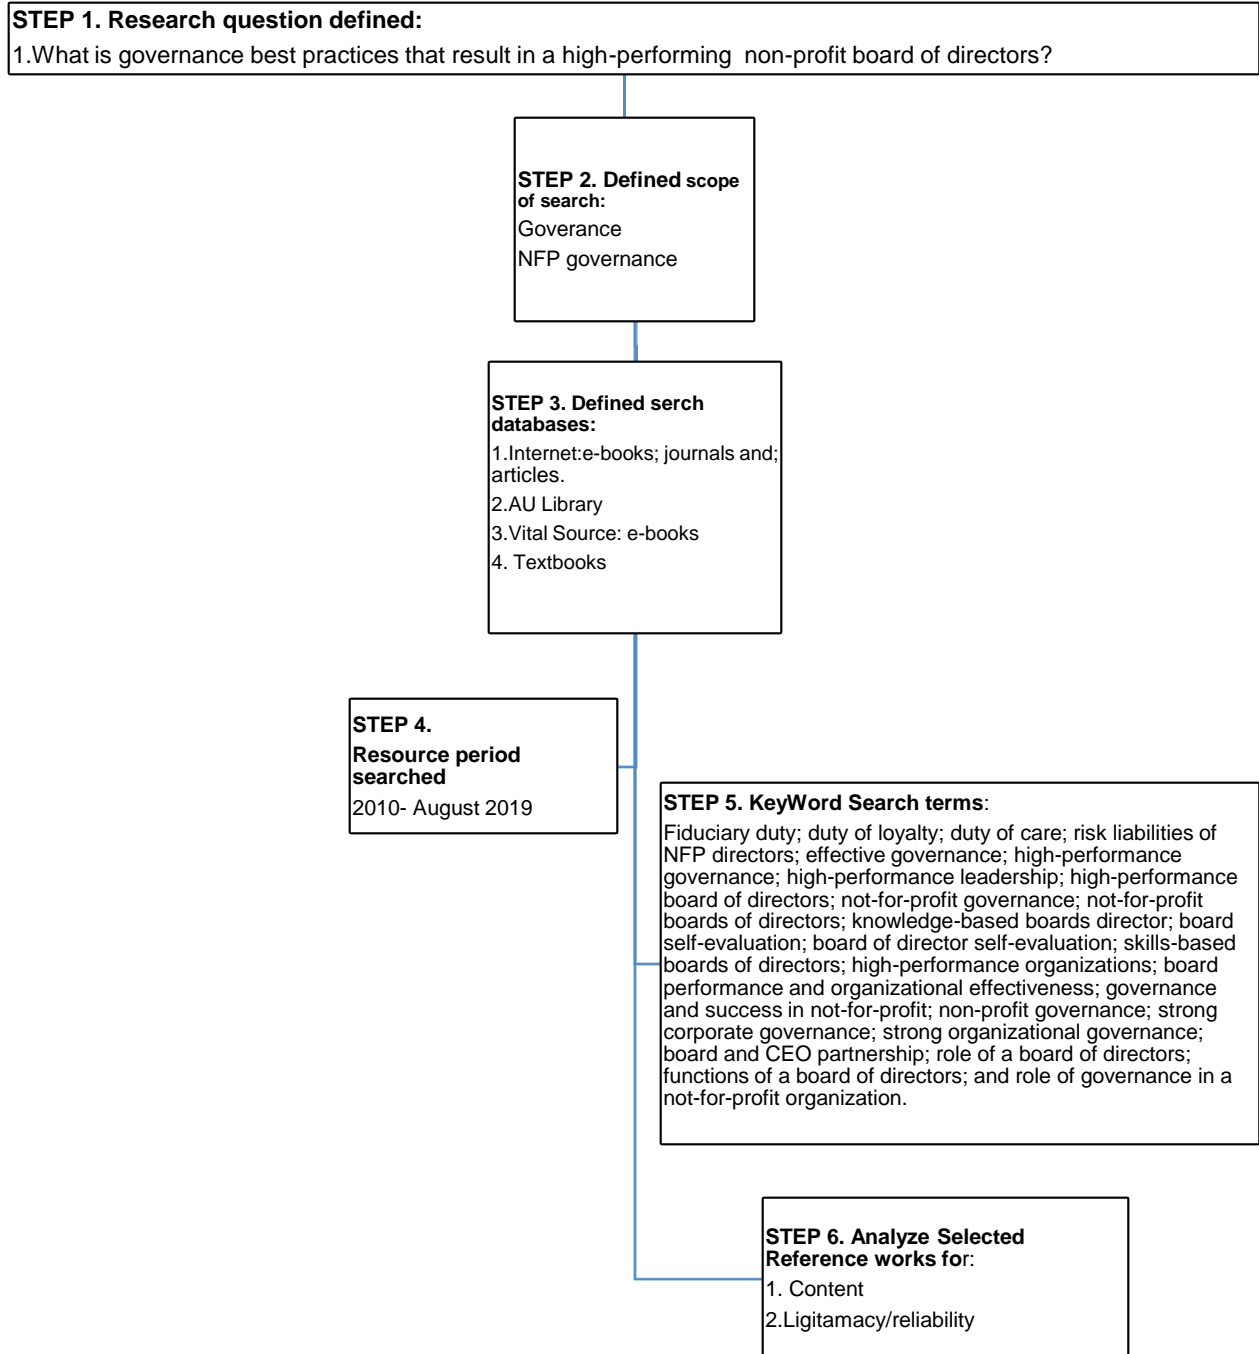 STEP 1. Research question defined:
1.What is governance best practices that result in a high-performing non-profit board of directors?
STEP 2. Defined scope
of search:
Goverance
NFP governance
STEP 3. Defined serch
databases:
1.Internet:e-books; journals and;
articles.
2.AU Library
3.Vital Source: e-books
4. Textbooks
STEP 4.
Resource period
searched
2010- August 2019
STEP 5. KeyWord Search terms:
Fiduciary duty; duty of loyalty; duty of care; risk liabilities of
NFP directors; effective governance; high-performance
governance; high-performance leadership; high-performance
board of directors; not-for-profit governance; not-for-profit
boards of directors; knowledge-based boards director; board
self-evaluation; board of director self-evaluation; skills-based
boards of directors; high-performance organizations; board
performance and organizational effectiveness; governance
and success in not-for-profit; non-profit governance; strong
corporate governance; strong organizational governance;
board and CEO partnership; role of a board of directors;
functions of a board of directors; and role of governance in a
not-for-profit organization.
STEP 6. Analyze Selected
Reference works for:
1. Content
2.Ligitamacy/reliability